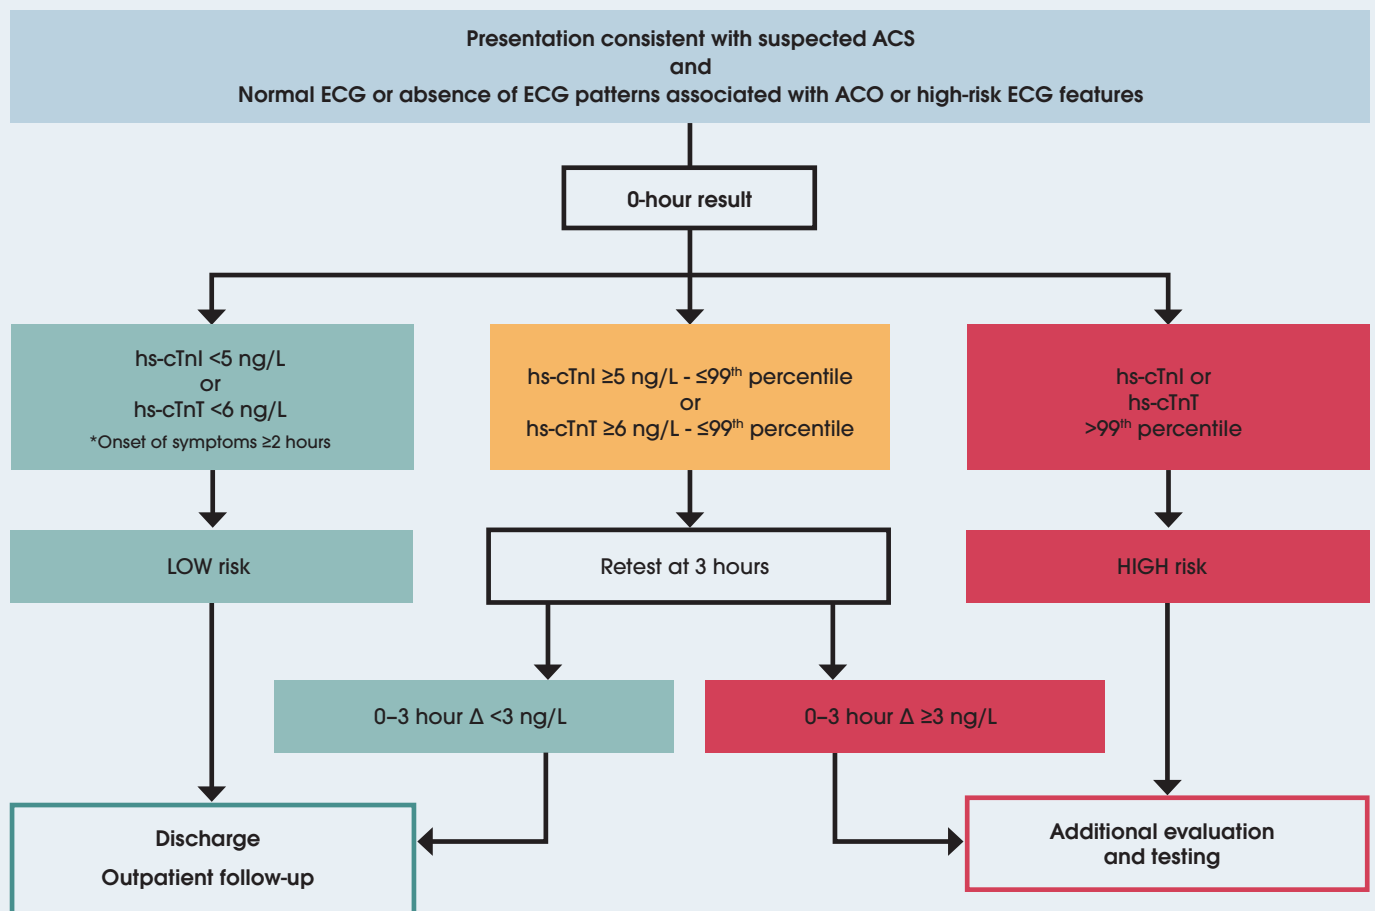 Presentation consistent with suspected ACS
and
Normal ECG or absence of ECG patterns associated with ACO or high-risk ECG features
0-hour result
hs-cTnI <5 ng/L
or
hs-cTnT <6 ng/L
*Onset of symptoms ≥2 hours
hs-cTnI ≥5 ng/L - ≤99th percentile
or
hs-cTnT ≥6 ng/L - ≤99th percentile
hs-cTnI or
hs-cTnT
>99th percentile
LOW risk
Retest at 3 hours
HIGH risk
0–3 hour Δ <3 ng/L
0–3 hour Δ ≥3 ng/L
Discharge
Outpatient follow-up
Additional evaluation
and testing